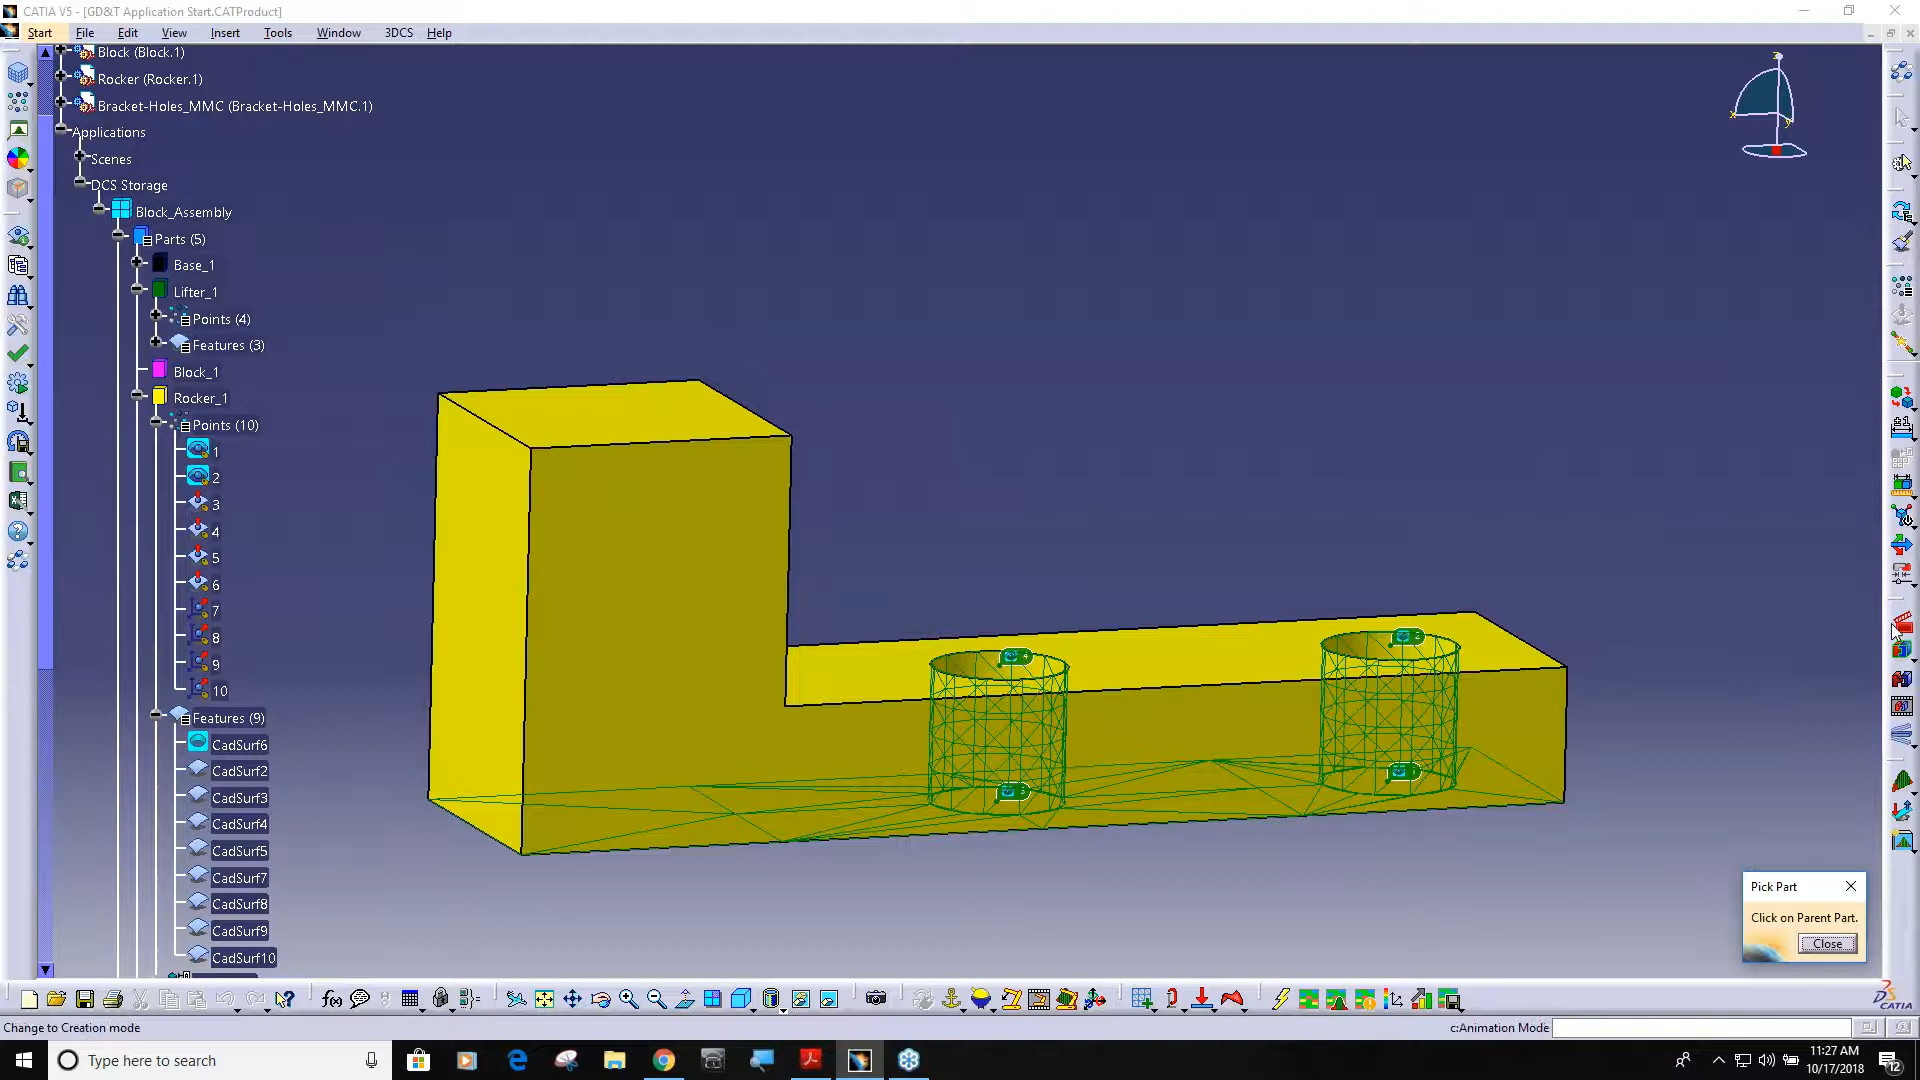 CATIA V5 - [GD&T Application Start.CATProduct]
Start File Edit View Insert Tools Window 3DCS Help
Block (Block.1)
Rocker (Rocker.1)
Bracket-Holes_MMC (Bracket-Holes_MMC.1)
Applications
Scenes
DCS Storage
Block_Assembly
Parts (5)
Base_1
Lifter_1
Points (4)
Features (3)
Block_1
Rocker_1
Points (10)
1
2
3
4
5
6
7
8
9
10
Features (9)
CadSurf6
CadSurf2
CadSurf3
CadSurf4
CadSurf5
CadSurf7
CadSurf8
CadSurf9
CadSurf10
z
x
y
4
2
Pick Part
Click on Parent Part.
Close
f(x)
CATIA
Change to Creation mode
c:Animation Mode
Type here to search
11:27 AM
10/17/2018
12